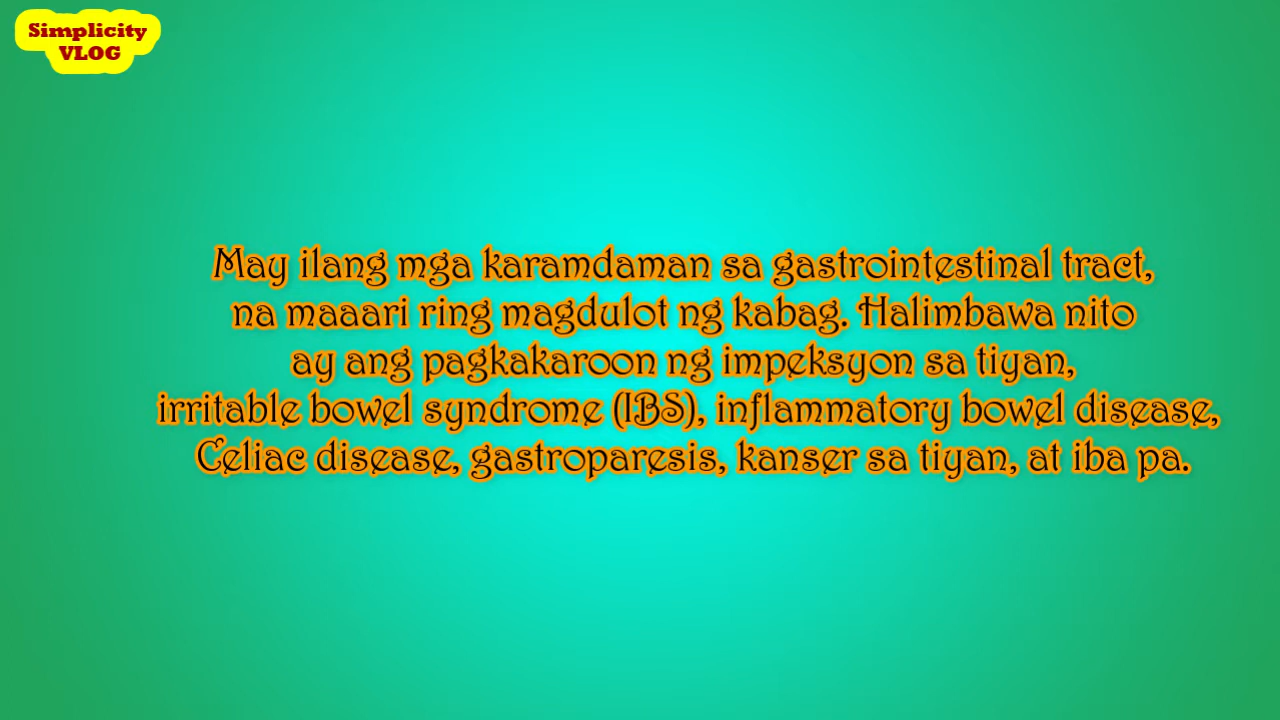 Simplicity
VLOG
May ilang mga karamdaman sa gastrointestinal tract,
na maaari ring magdulot ng kabag. Halimbawa nito
ay ang pagkakaroon ng impeksyon sa tiyan,
irritable bowel syndrome (IBS), inflammatory bowel disease,
Celiac disease, gastroparesis, kanser sa tiyan, at iba pa.